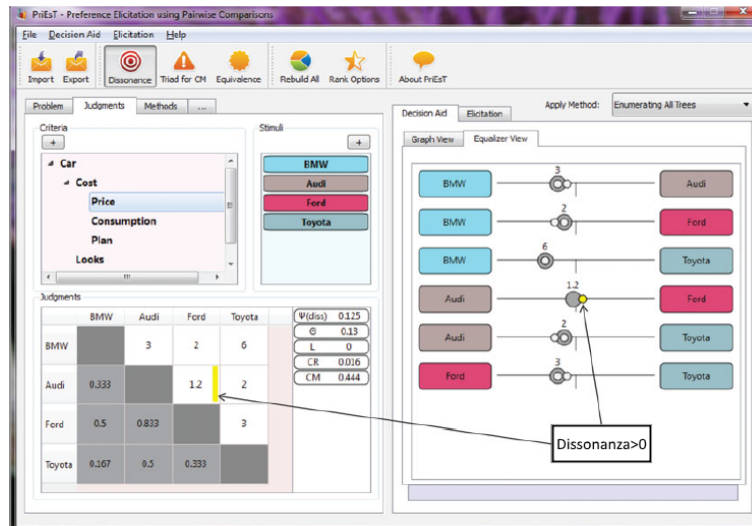 PriEsT - Preference Elicitation using Pairwise Comparisons
File Decision Aid Elicitation Help
Import Export Dissonance Triad for CM Equivalence Rebuild All Rank Options About PriEsT
Problem Judgments Methods ...
Decision Aid Elicitation Apply Method: Enumerating All Trees
Criteria Stimuli
Graph View Equalizer View
+ +
Car
Cost
Price
Consumption
Plan
Looks
BMW
Audi
Ford
Toyota
BMW 3 Audi
BMW 2 Ford
BMW 6 Toyota
Audi 1.2 Ford
Audi 2 Toyota
Ford 3 Toyota
Judgments
BMW Audi Ford Toyota
BMW 3 2 6
Audi 0.333 1.2 2
Ford 0.5 0.833 3
Toyota 0.167 0.5 0.333
Ψ(diss) 0.125
Θ 0.13
L 0
CR 0.016
CM 0.444
Dissonanza>0